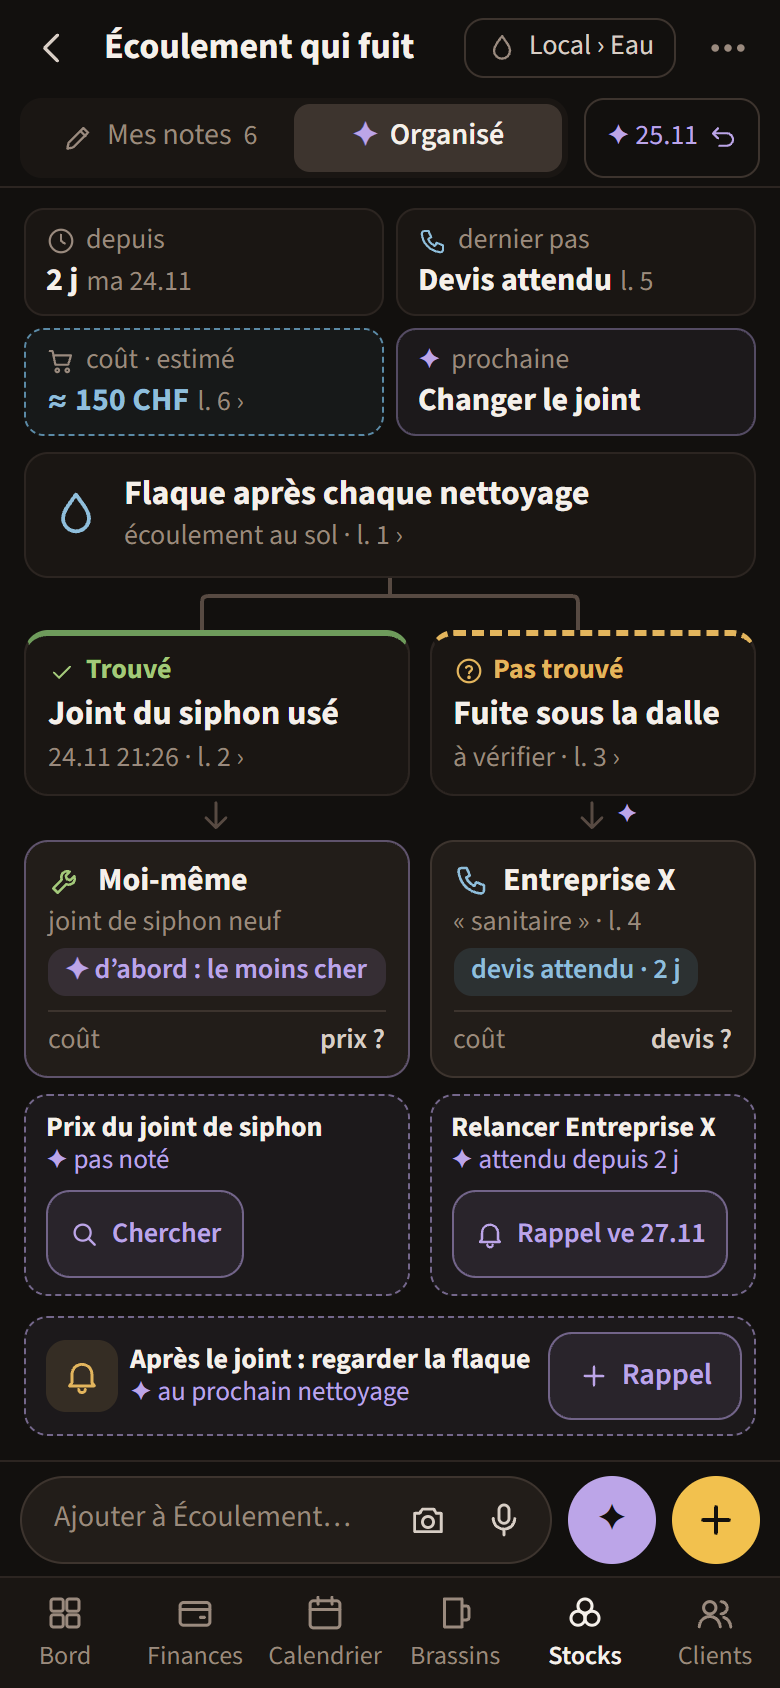 Écoulement qui fuit
Local › Eau
Mes notes 6
Organisé
25.11
depuis
2 j ma 24.11
dernier pas
Devis attendu l. 5
coût · estimé
≈ 150 CHF l. 6 ›
prochaine
Changer le joint
Flaque après chaque nettoyage
écoulement au sol · l. 1 ›
Trouvé
Joint du siphon usé
24.11 21:26 · l. 2 ›
Pas trouvé
Fuite sous la dalle
à vérifier · l. 3 ›
Moi-même
joint de siphon neuf
d’abord : le moins cher
coût prix ?
Entreprise X
« sanitaire » · l. 4
devis attendu · 2 j
coût devis ?
Prix du joint de siphon
pas noté
Chercher
Relancer Entreprise X
attendu depuis 2 j
Rappel ve 27.11
Après le joint : regarder la flaque
au prochain nettoyage
Rappel
Ajouter à Écoulement…
Bord
Finances
Calendrier
Brassins
Stocks
Clients